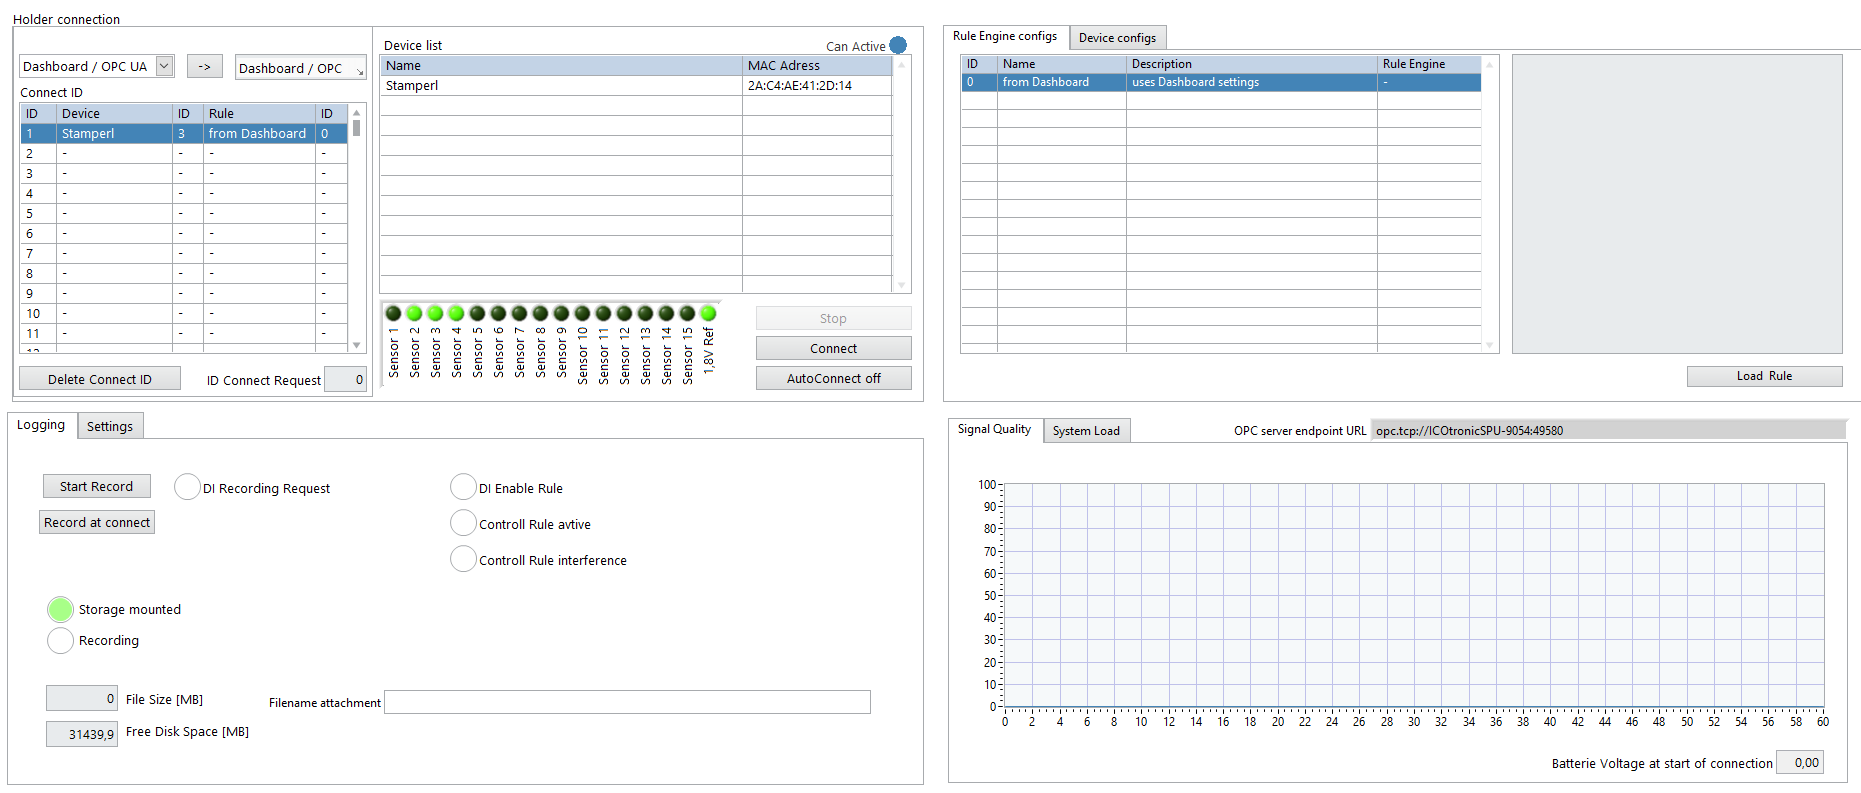 Holder connection
Dashboard / OPC UA
->
Dashboard / OPC
Connect ID
ID Device ID Rule ID
1 Stamperl 3 from Dashboard 0
2 - - - -
3 - - - -
4 - - - -
5 - - - -
6 - - - -
7 - - - -
8 - - - -
9 - - - -
10 - - - -
11 - - - -
Delete Connect ID
ID Connect Request 0
Device list
Can Active
Name MAC Adress
Stamperl 2A:C4:AE:41:2D:14
Sensor 1
Sensor 2
Sensor 3
Sensor 4
Sensor 5
Sensor 6
Sensor 7
Sensor 8
Sensor 9
Sensor 10
Sensor 11
Sensor 12
Sensor 13
Sensor 14
Sensor 15
1,8V Ref
Stop
Connect
AutoConnect off
Rule Engine configs
Device configs
ID Name Description Rule Engine
0 from Dashboard uses Dashboard settings -
Load Rule
Logging
Settings
Start Record
DI Recording Request
DI Enable Rule
Record at connect
Controll Rule avtive
Controll Rule interference
Storage mounted
Recording
0 File Size [MB]
Filename attachment
31439,9 Free Disk Space [MB]
Signal Quality
System Load
OPC server endpoint URL opc.tcp://ICOtronicSPU-9054:49580
100
90
80
70
60
50
40
30
20
10
0
0 2 4 6 8 10 12 14 16 18 20 22 24 26 28 30 32 34 36 38 40 42 44 46 48 50 52 54 56 58 60
Batterie Voltage at start of connection 0,00